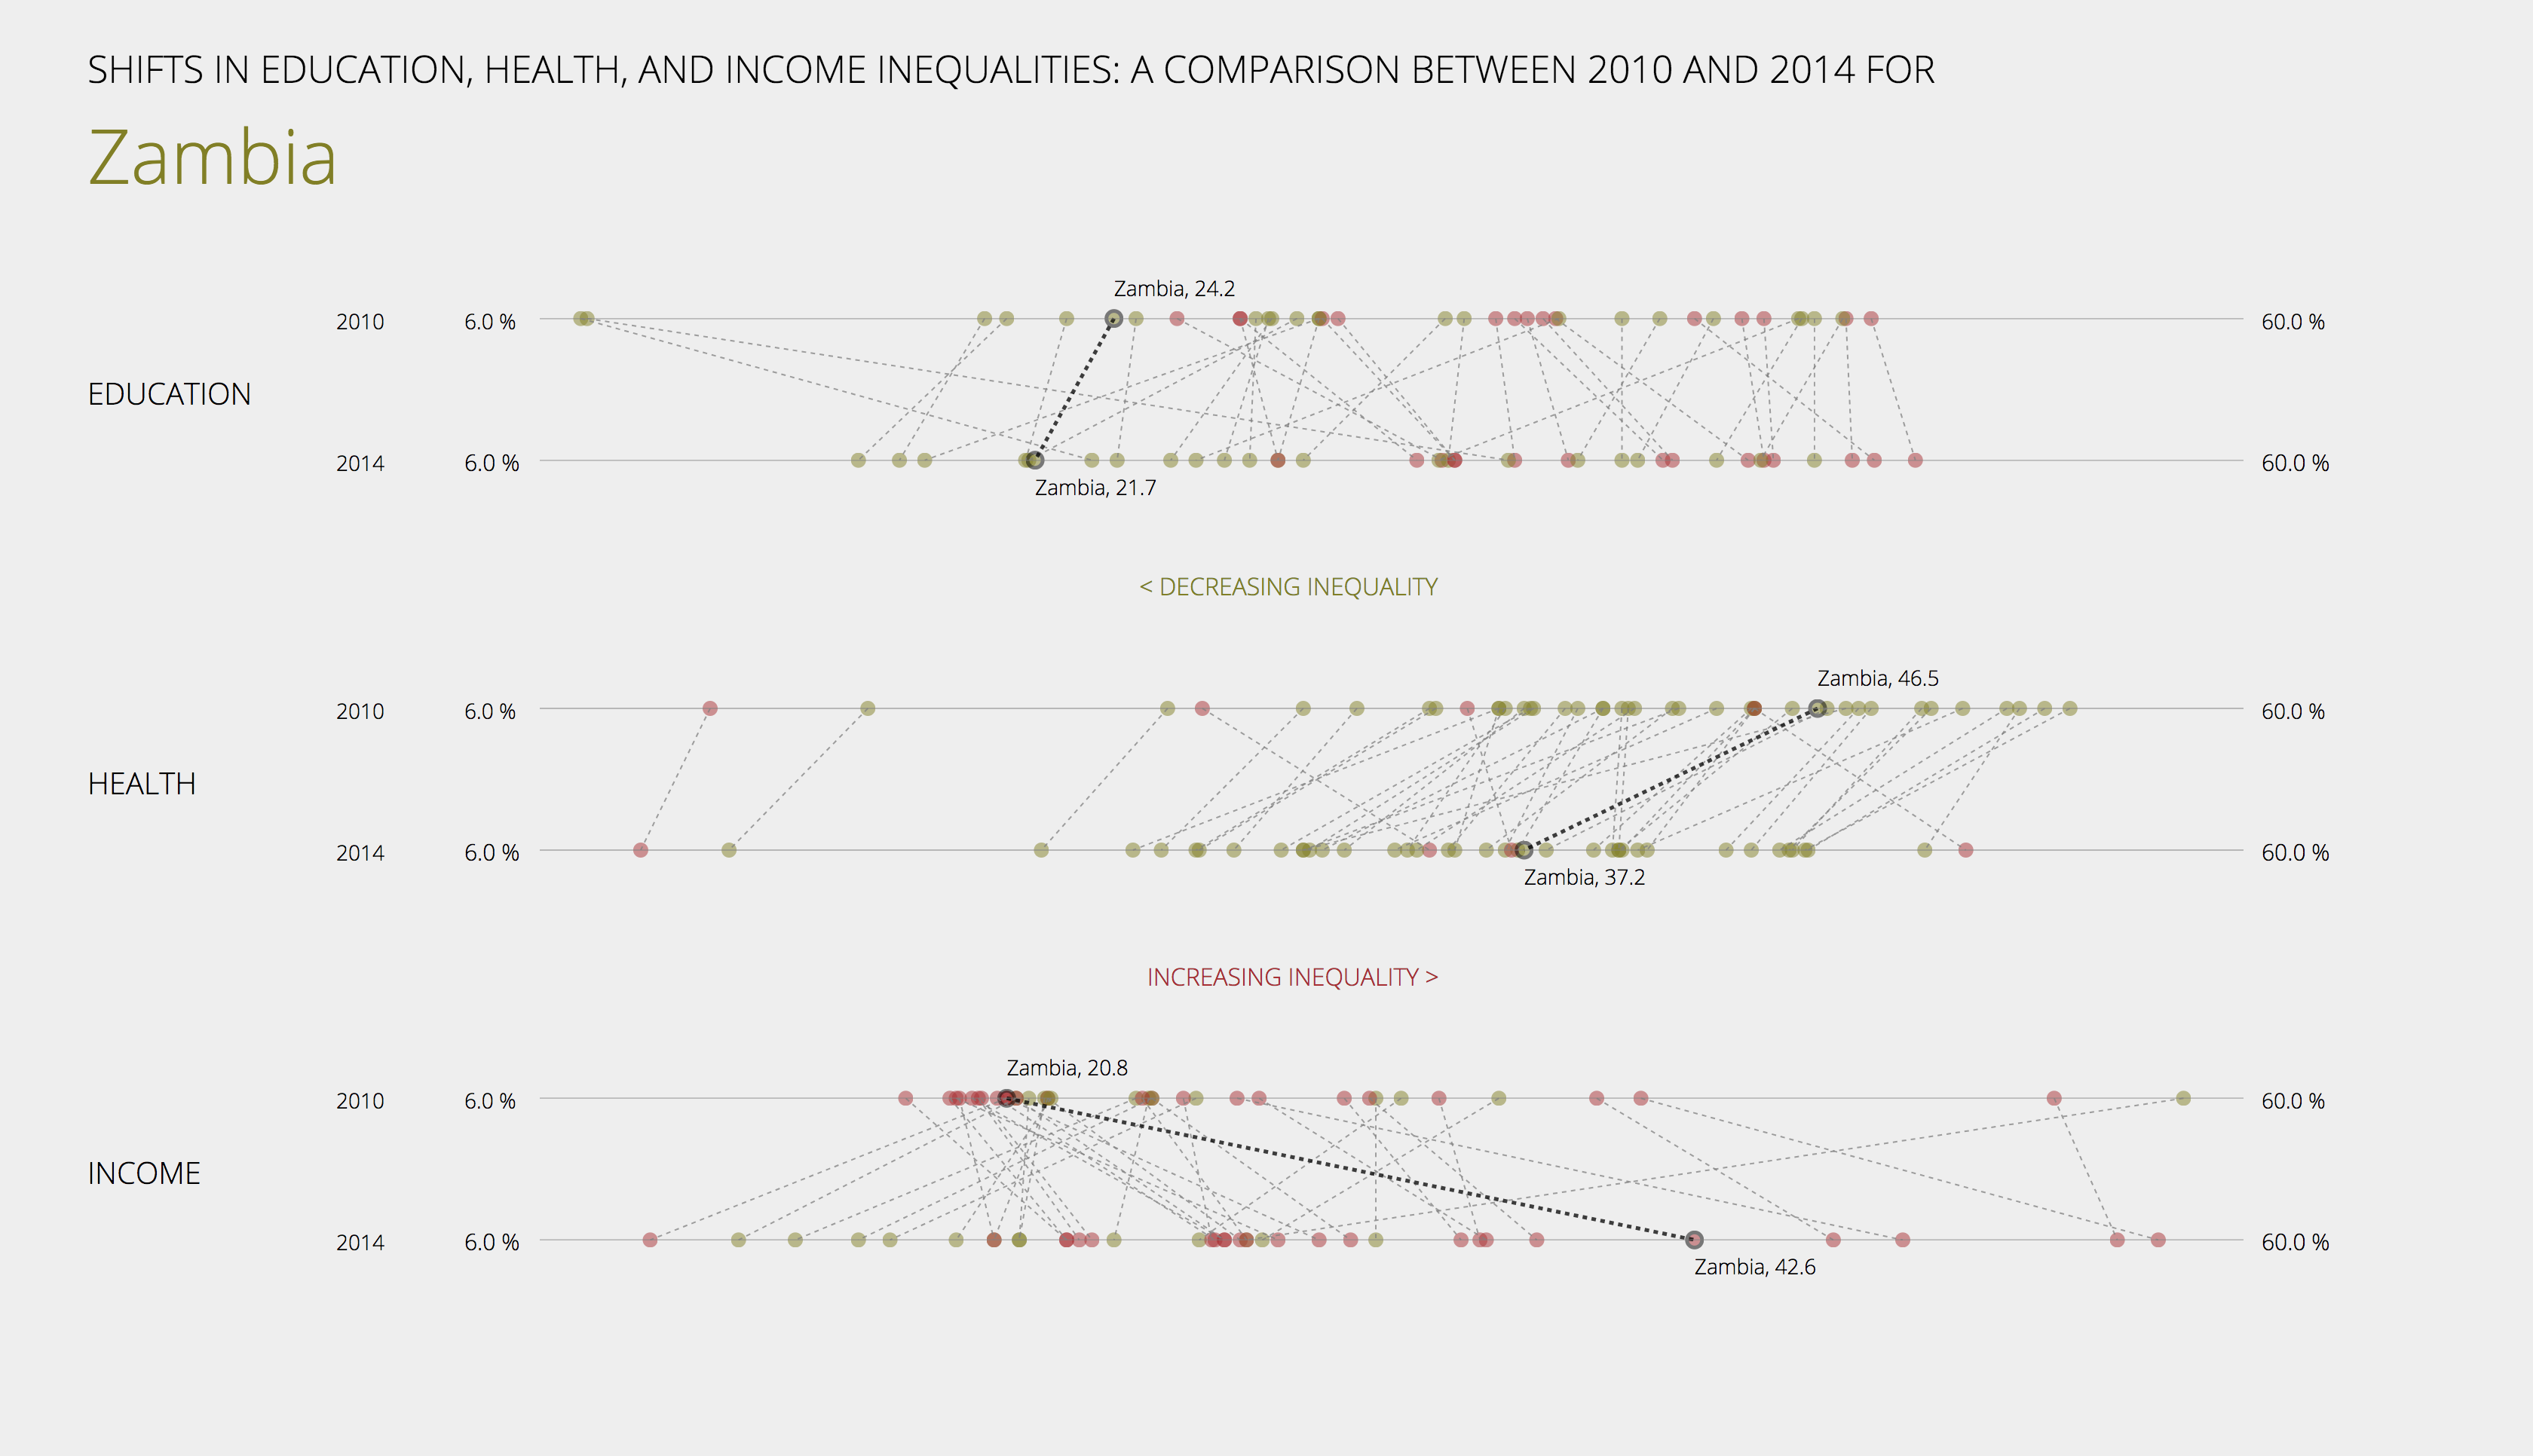 SHIFTS IN EDUCATION, HEALTH, AND INCOME INEQUALITIES: A COMPARISON BETWEEN 2010 AND 2014 FOR
Zambia
Zambia, 24.2
2010 6.0 % 60.0 %
EDUCATION
2014 6.0 % 60.0 %
Zambia, 21.7
< DECREASING INEQUALITY
Zambia, 46.5
2010 6.0 % 60.0 %
HEALTH
2014 6.0 % 60.0 %
Zambia, 37.2
INCREASING INEQUALITY >
Zambia, 20.8
2010 6.0 % 60.0 %
INCOME
2014 6.0 % 60.0 %
Zambia, 42.6